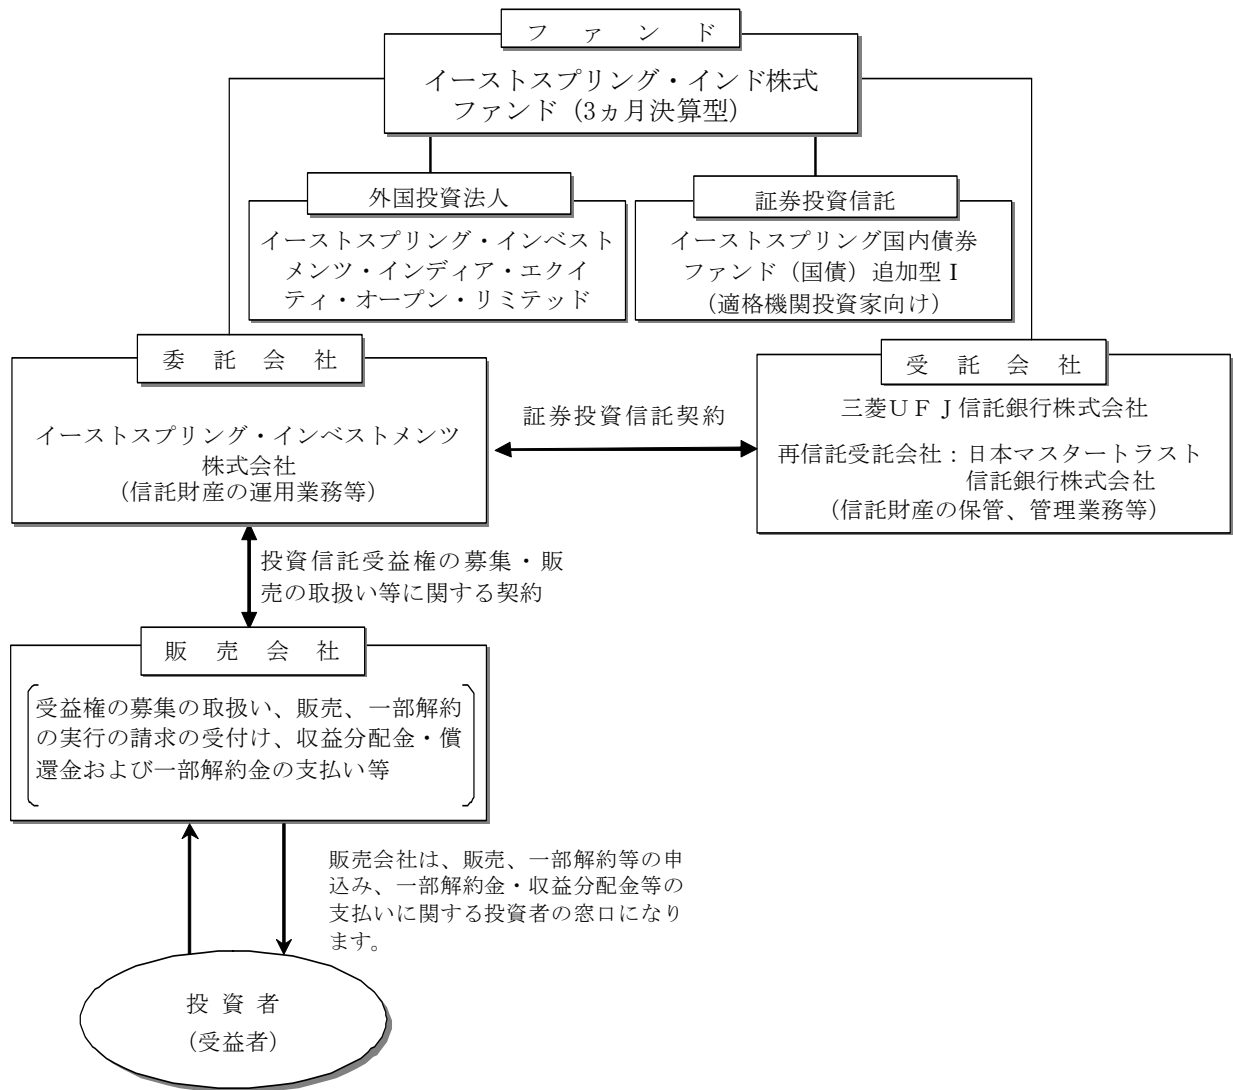 ファンド
イーストスプリング・インド株式
ファンド（3ヵ月決算型）
外国投資法人
イーストスプリング・インベスト
メンツ・インディア・エクイ
ティ・オープン・リミテッド
証券投資信託
イーストスプリング国内債券
ファンド（国債）追加型Ⅰ
（適格機関投資家向け）
委託会社
イーストスプリング・インベストメンツ
株式会社
（信託財産の運用業務等）
証券投資信託契約
受託会社
三菱ＵＦＪ信託銀行株式会社
再信託受託会社：日本マスタートラスト
信託銀行株式会社
（信託財産の保管、管理業務等）
投資信託受益権の募集・販
売の取扱い等に関する契約
販売会社
受益権の募集の取扱い、販売、一部解約
の実行の請求の受付け、収益分配金・償
還金および一部解約金の支払い等
販売会社は、販売、一部解約等の申
込み、一部解約金・収益分配金等の
支払いに関する投資者の窓口になり
ます。
投資者
（受益者）